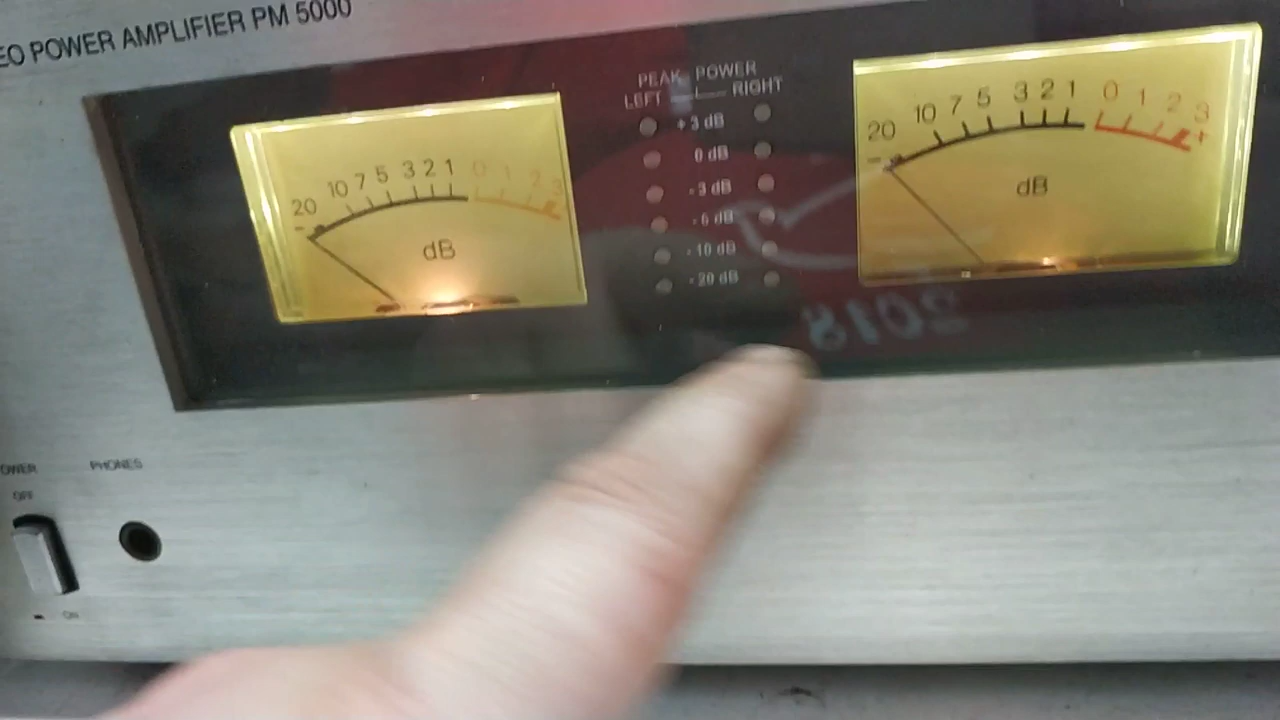 EO POWER AMPLIFIER PM 5000
PEAK POWER
LEFT RIGHT
+3 dB
0 dB
-3 dB
-6 dB
-10 dB
-20 dB
20 10 7 5 3 2 1 0 1 2 3
- +
dB
20 10 7 5 3 2 1 0 1 2 3
- +
dB
2018
OWER
OFF
ON
PHONES